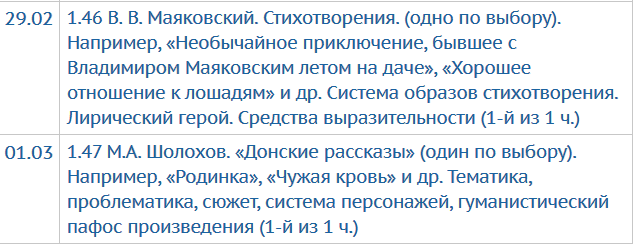 29.02 1.46 В. В. Маяковский. Стихотворения. (одно по выбору).
Например, «Необычайное приключение, бывшее с
Владимиром Маяковским летом на даче», «Хорошее
отношение к лошадям» и др. Система образов стихотворения.
Лирический герой. Средства выразительности (1-й из 1 ч.)
01.03 1.47 М.А. Шолохов. «Донские рассказы» (один по выбору).
Например, «Родинка», «Чужая кровь» и др. Тематика,
проблематика, сюжет, система персонажей, гуманистический
пафос произведения (1-й из 1 ч.)